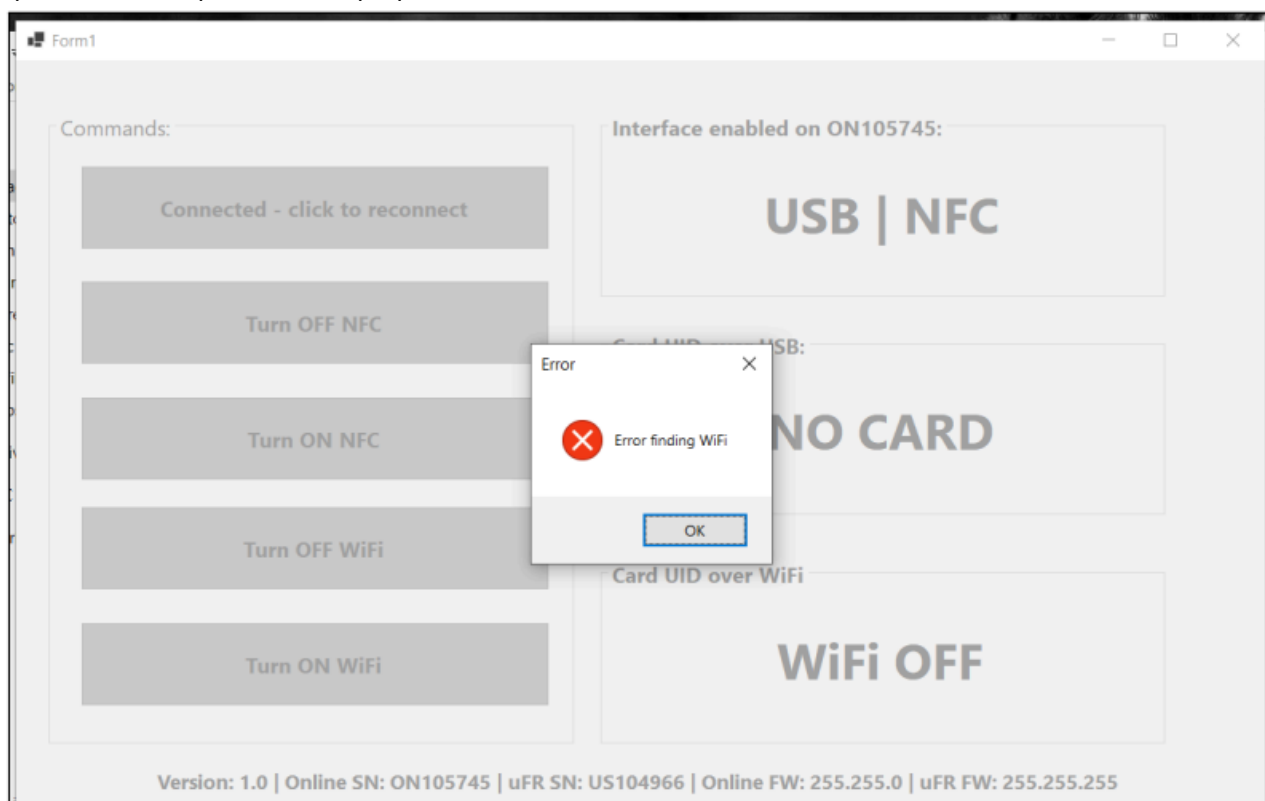 Form1
Commands:
Connected - click to reconnect
Turn OFF NFC
Turn ON NFC
Turn OFF WiFi
Turn ON WiFi
Interface enabled on ON105745:
USB | NFC
SB:
NO CARD
Error
Error finding WiFi
OK
Card UID over WiFi
WiFi OFF
Version: 1.0 | Online SN: ON105745 | uFR SN: US104966 | Online FW: 255.255.0 | uFR FW: 255.255.255